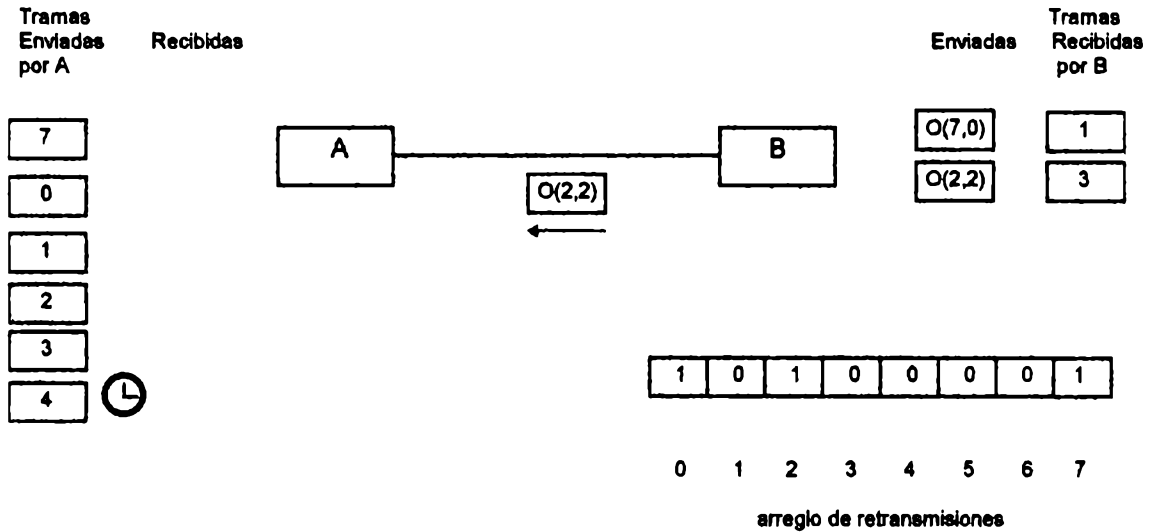 Tramas
Enviadas
por A
Recibidas
Enviadas
Tramas
Recibidas
por B
7
A
B
O(7,0)
1
0
O(2,2)
O(2,2)
3
1
2
3
4
1 0 1 0 0 0 0 1
0 1 2 3 4 5 6 7
arreglo de retransmisiones